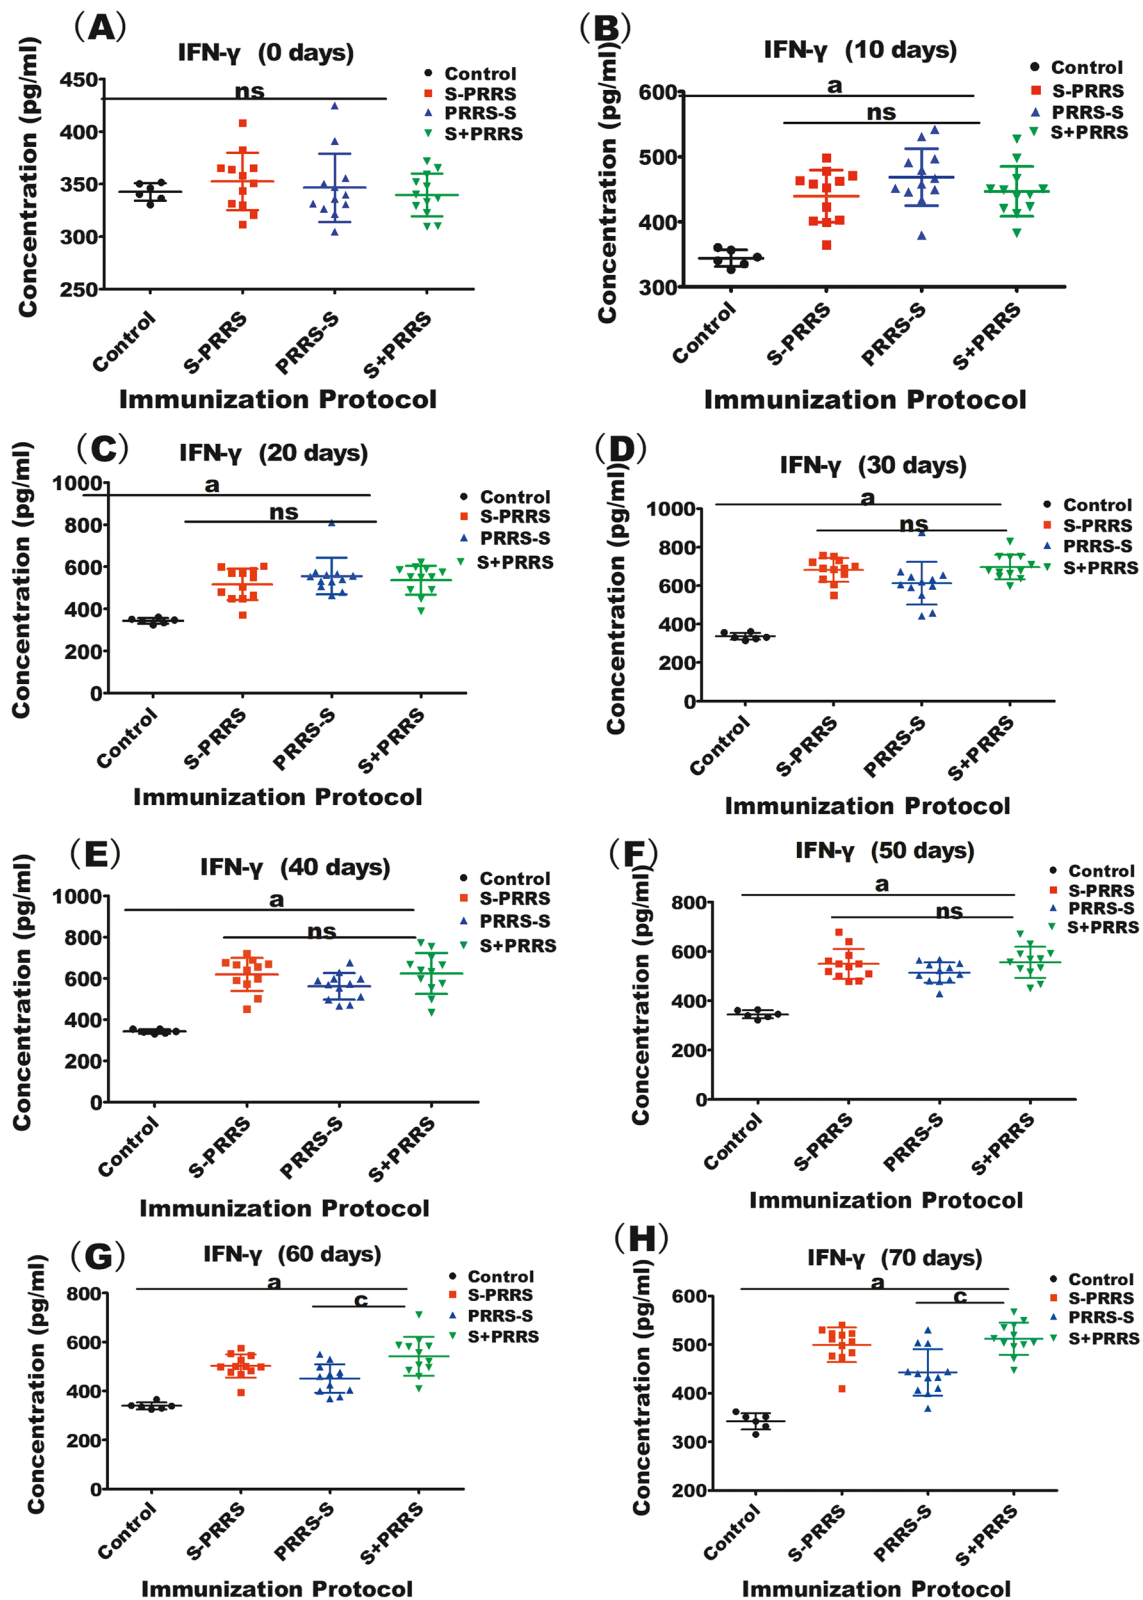 (A)
IFN-γ (0 days)
Concentration (pg/ml)
450
400
350
300
250
ns
Control
S-PRRS
PRRS-S
S+PRRS
Control
S-PRRS
PRRS-S
S+PRRS
Immunization Protocol
(B)
IFN-γ (10 days)
Concentration (pg/ml)
600
500
400
300
a
ns
Control
S-PRRS
PRRS-S
S+PRRS
Control
S-PRRS
PRRS-S
S+PRRS
Immunization Protocol
(C)
IFN-γ (20 days)
Concentration (pg/ml)
1000
800
600
400
200
0
a
ns
Control
S-PRRS
PRRS-S
S+PRRS
Control
S-PRRS
PRRS-S
S+PRRS
Immunization Protocol
(D)
IFN-γ (30 days)
Concentration (pg/ml)
1000
800
600
400
200
0
a
ns
Control
S-PRRS
PRRS-S
S+PRRS
Control
S-PRRS
PRRS-S
S+PRRS
Immunization Protocol
(E)
IFN-γ (40 days)
Concentration (pg/ml)
1000
800
600
400
200
0
a
ns
Control
S-PRRS
PRRS-S
S+PRRS
Control
S-PRRS
PRRS-S
S+PRRS
Immunization Protocol
(F)
IFN-γ (50 days)
Concentration (pg/ml)
800
600
400
200
0
a
ns
Control
S-PRRS
PRRS-S
S+PRRS
Control
S-PRRS
PRRS-S
S+PRRS
Immunization Protocol
(G)
IFN-γ (60 days)
Concentration (pg/ml)
800
600
400
200
0
a
c
Control
S-PRRS
PRRS-S
S+PRRS
Control
S-PRRS
PRRS-S
S+PRRS
Immunization Protocol
(H)
IFN-γ (70 days)
Concentration (pg/ml)
600
500
400
300
200
a
c
Control
S-PRRS
PRRS-S
S+PRRS
Control
S-PRRS
PRRS-S
S+PRRS
Immunization Protocol